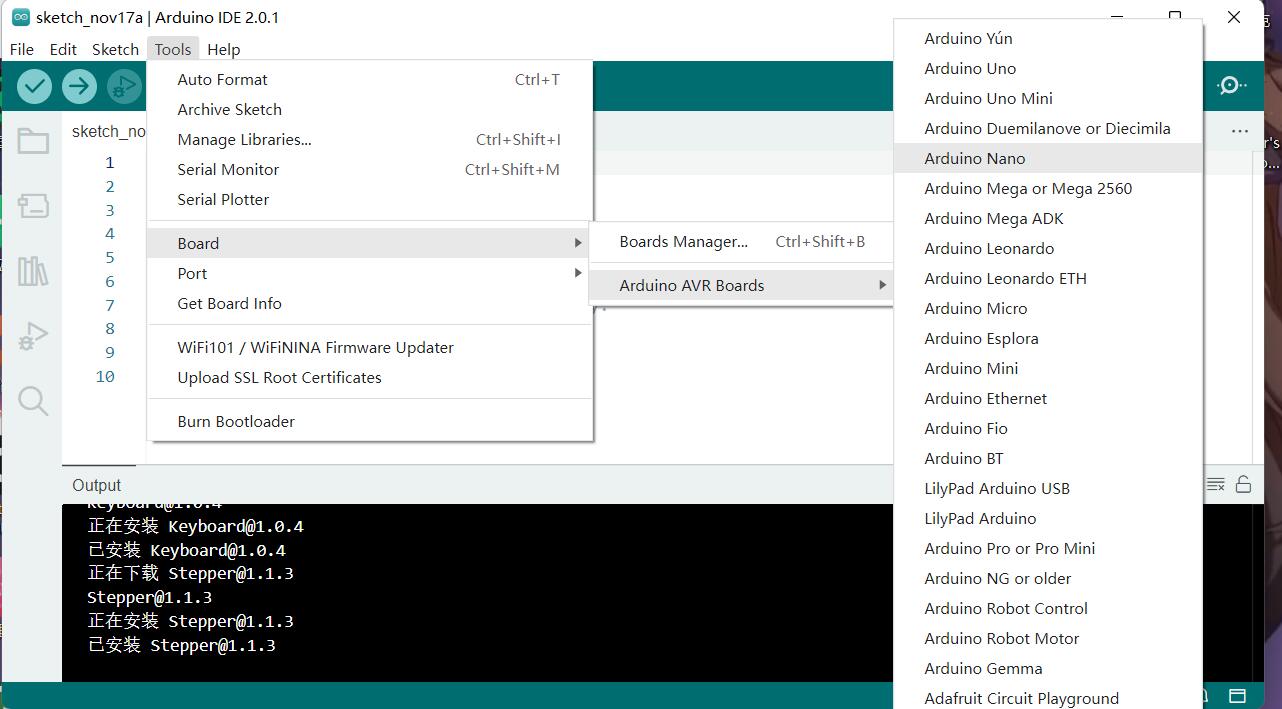 sketch_nov17a | Arduino IDE 2.0.1
File Edit Sketch Tools Help
Auto Format Ctrl+T
Archive Sketch
Manage Libraries... Ctrl+Shift+I
Serial Monitor Ctrl+Shift+M
Serial Plotter
Board
Port
Get Board Info
WiFi101 / WiFiNINA Firmware Updater
Upload SSL Root Certificates
Burn Bootloader
Boards Manager... Ctrl+Shift+B
Arduino AVR Boards
Arduino Yún
Arduino Uno
Arduino Uno Mini
Arduino Duemilanove or Diecimila
Arduino Nano
Arduino Mega or Mega 2560
Arduino Mega ADK
Arduino Leonardo
Arduino Leonardo ETH
Arduino Micro
Arduino Esplora
Arduino Mini
Arduino Ethernet
Arduino Fio
Arduino BT
LilyPad Arduino USB
LilyPad Arduino
Arduino Pro or Pro Mini
Arduino NG or older
Arduino Robot Control
Arduino Robot Motor
Arduino Gemma
Adafruit Circuit Playground
sketch_no
1
2
3
4
5
6
7
8
9
10
Output
Keyboard@1.0.4
正在安装 Keyboard@1.0.4
已安装 Keyboard@1.0.4
正在下载 Stepper@1.1.3
Stepper@1.1.3
正在安装 Stepper@1.1.3
已安装 Stepper@1.1.3